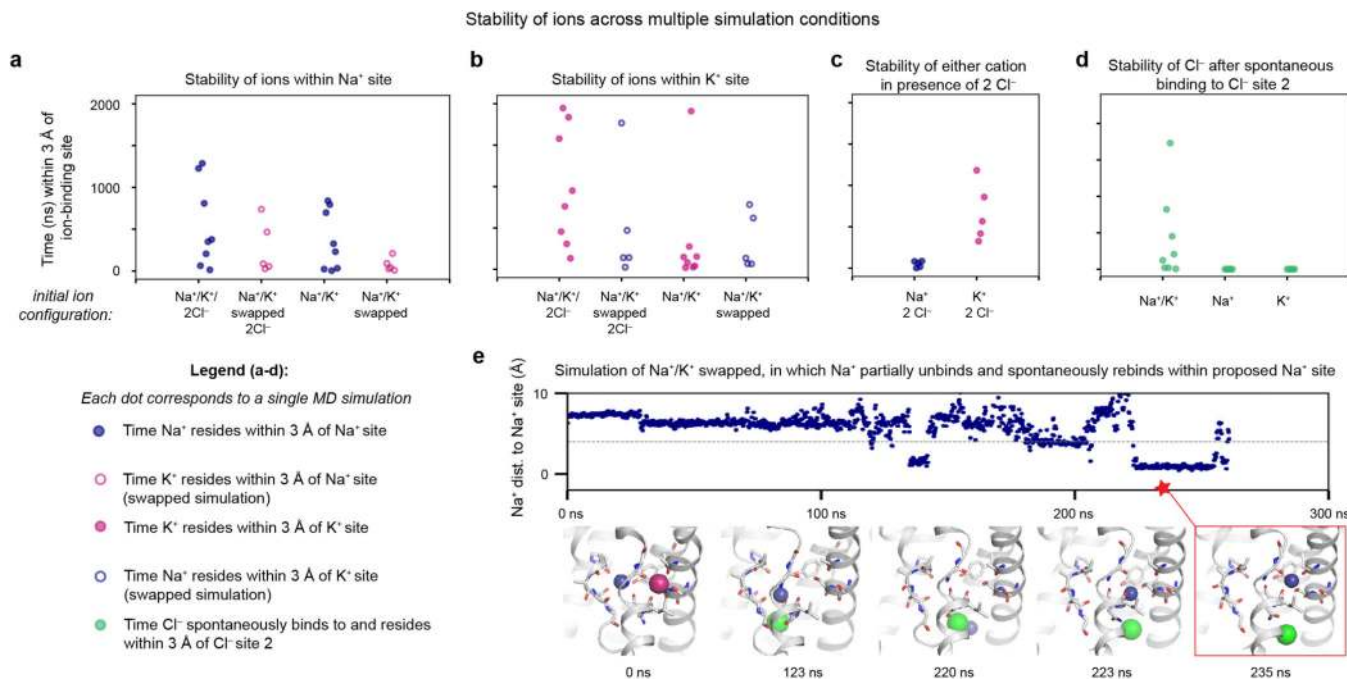 Stability of ions across multiple simulation conditions
a
Stability of ions within Na⁺ site
Time (ns) within 3 Å of
ion-binding site
2000
1000
0
initial ion
configuration:
Na⁺/K⁺/
2Cl⁻
Na⁺/K⁺
swapped
2Cl⁻
Na⁺/K⁺
Na⁺/K⁺
swapped
b
Stability of ions within K⁺ site
Na⁺/K⁺/
2Cl⁻
Na⁺/K⁺
swapped
2Cl⁻
Na⁺/K⁺
Na⁺/K⁺
swapped
c
Stability of either cation
in presence of 2 Cl⁻
Na⁺
2 Cl⁻
K⁺
2 Cl⁻
d
Stability of Cl⁻ after spontaneous
binding to Cl⁻ site 2
Na⁺/K⁺
Na⁺
K⁺
Legend (a-d):
Each dot corresponds to a single MD simulation
Time Na⁺ resides within 3 Å of Na⁺ site
Time K⁺ resides within 3 Å of Na⁺ site
(swapped simulation)
Time K⁺ resides within 3 Å of K⁺ site
Time Na⁺ resides within 3 Å of K⁺ site
(swapped simulation)
Time Cl⁻ spontaneously binds to and resides
within 3 Å of Cl⁻ site 2
e
Simulation of Na⁺/K⁺ swapped, in which Na⁺ partially unbinds and spontaneously rebinds within proposed Na⁺ site
Na⁺ dist. to Na⁺ site (Å)
10
0
0 ns
100 ns
200 ns
300 ns
0 ns
123 ns
220 ns
223 ns
235 ns